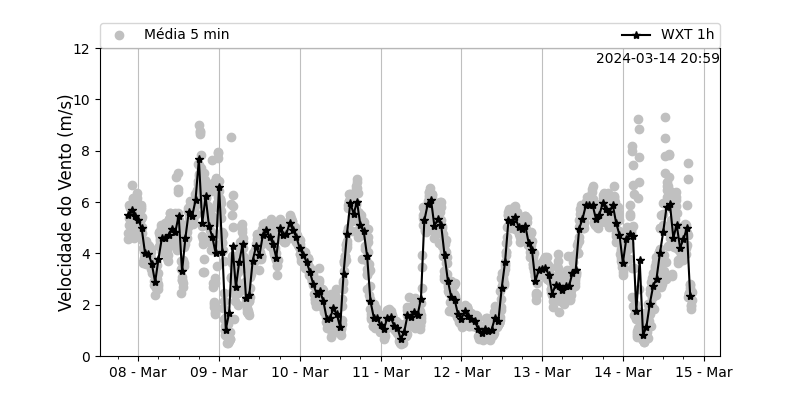 Média 5 min
WXT 1h
2024-03-14 20:59
Velocidade do Vento (m/s)
12
10
8
6
4
2
0
08 - Mar 09 - Mar 10 - Mar 11 - Mar 12 - Mar 13 - Mar 14 - Mar 15 - Mar